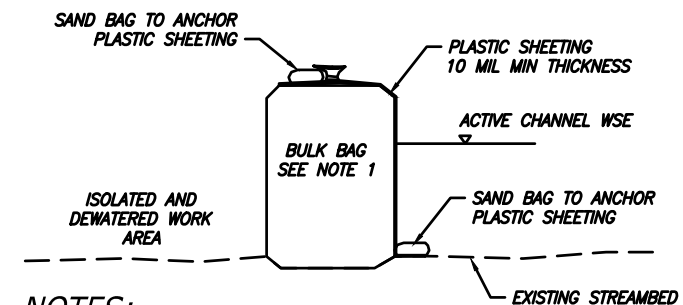 SAND BAG TO ANCHOR
PLASTIC SHEETING
PLASTIC SHEETING
10 MIL MIN THICKNESS
ACTIVE CHANNEL WSE
BULK BAG
SEE NOTE 1
ISOLATED AND
DEWATERED WORK
AREA
SAND BAG TO ANCHOR
PLASTIC SHEETING
EXISTING STREAMBED
NOTES: